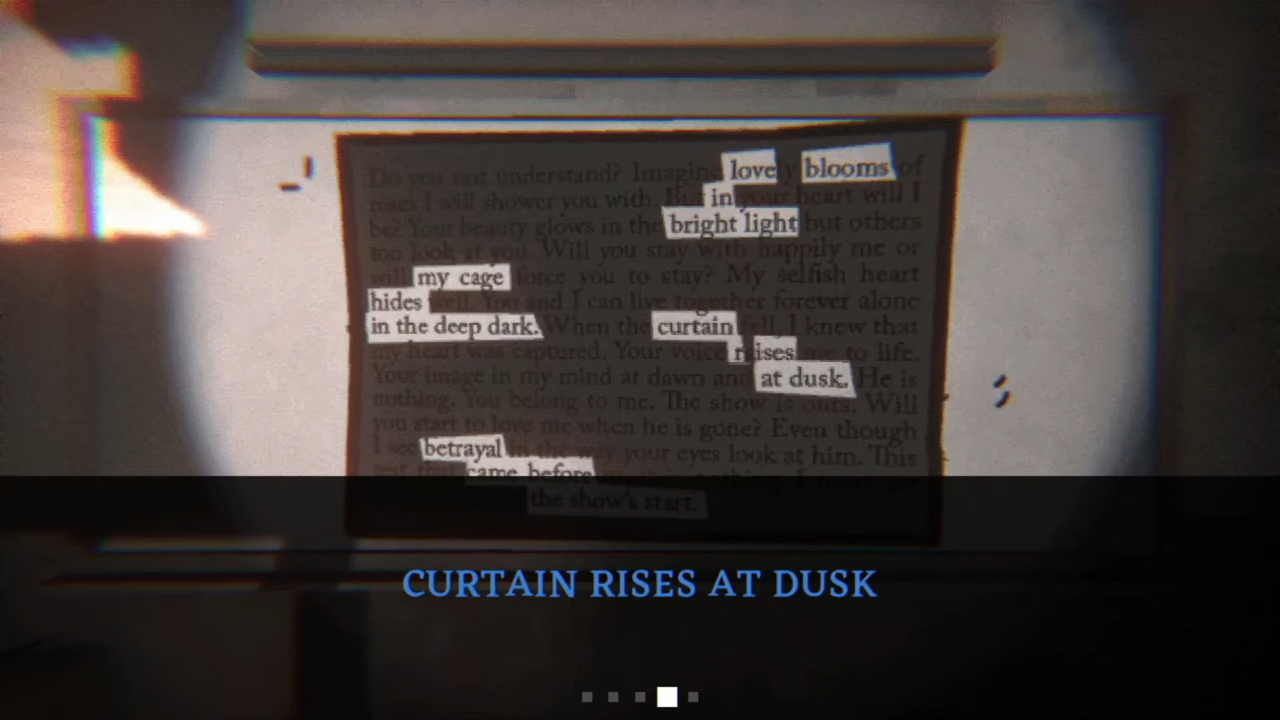 Do you not understand? Imagine lovely blooms of
roses I will shower you with. But in your heart will I
be? Your beauty glows in the bright light but others
too look at you. Will you stay with happily me or
will my cage force you to stay? My selfish heart
hides well. You and I can live together forever alone
in the deep dark. When the curtain fell, I knew that
my heart was captured. Your voice raises me to life.
Your image in my mind at dawn and at dusk. He is
nothing. You belong to me. The show is ours. Will
you start to love me when he is gone? Even though
I see betrayal in the way your eyes look at him. This
came before
the show's start.
CURTAIN RISES AT DUSK